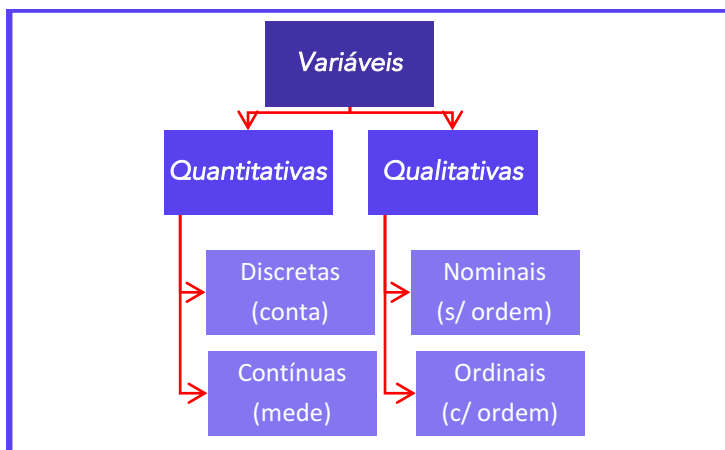 Variáveis
Quantitativas
Qualitativas
Discretas
(conta)
Nominais
(s/ ordem)
Contínuas
(mede)
Ordinais
(c/ ordem)